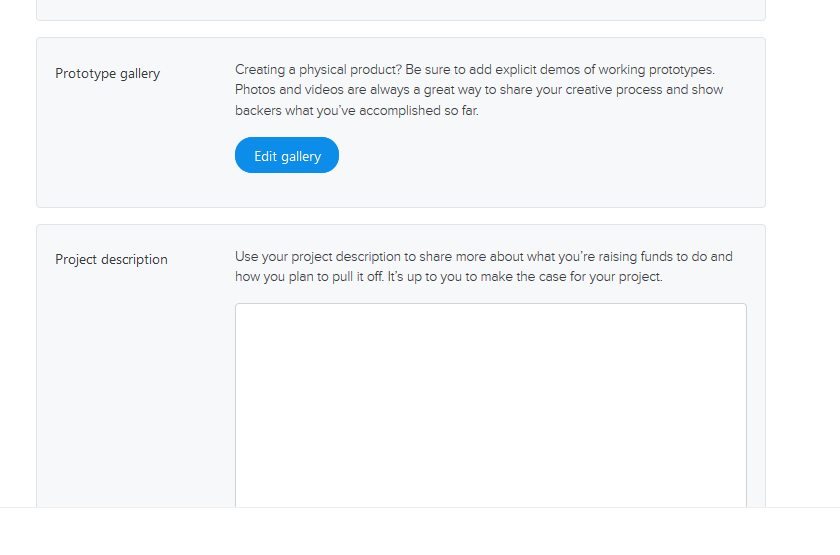 Prototype gallery
Creating a physical product? Be sure to add explicit demos of working prototypes.
Photos and videos are always a great way to share your creative process and show
backers what you’ve accomplished so far.
Edit gallery
Project description
Use your project description to share more about what you’re raising funds to do and
how you plan to pull it off. It’s up to you to make the case for your project.